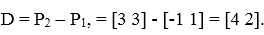 D = P₂ – P₁, = [3 3] - [-1 1] = [4 2].